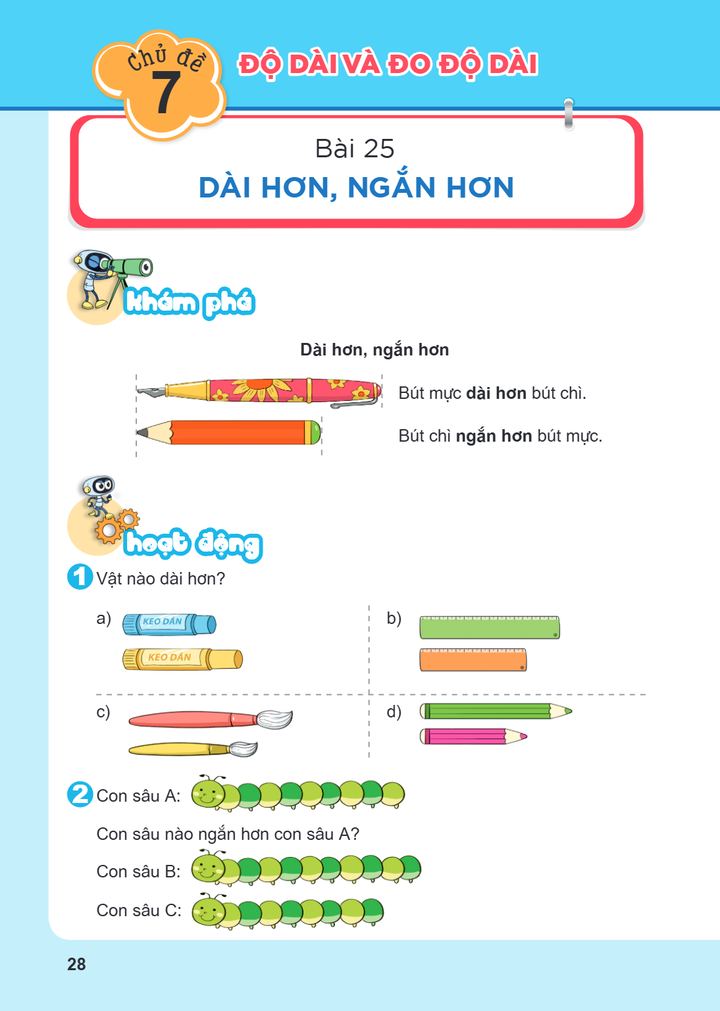 Chủ đề
7
ĐỘ DÀI VÀ ĐO ĐỘ DÀI
Bài 25
DÀI HƠN, NGẮN HƠN
khám phá
Dài hơn, ngắn hơn
Bút mực dài hơn bút chì.
Bút chì ngắn hơn bút mực.
hoạt động
1 Vật nào dài hơn?
a)
KEO DÁN
KEO DÁN
b)
c)
d)
2 Con sâu A:
Con sâu nào ngắn hơn con sâu A?
Con sâu B:
Con sâu C:
28